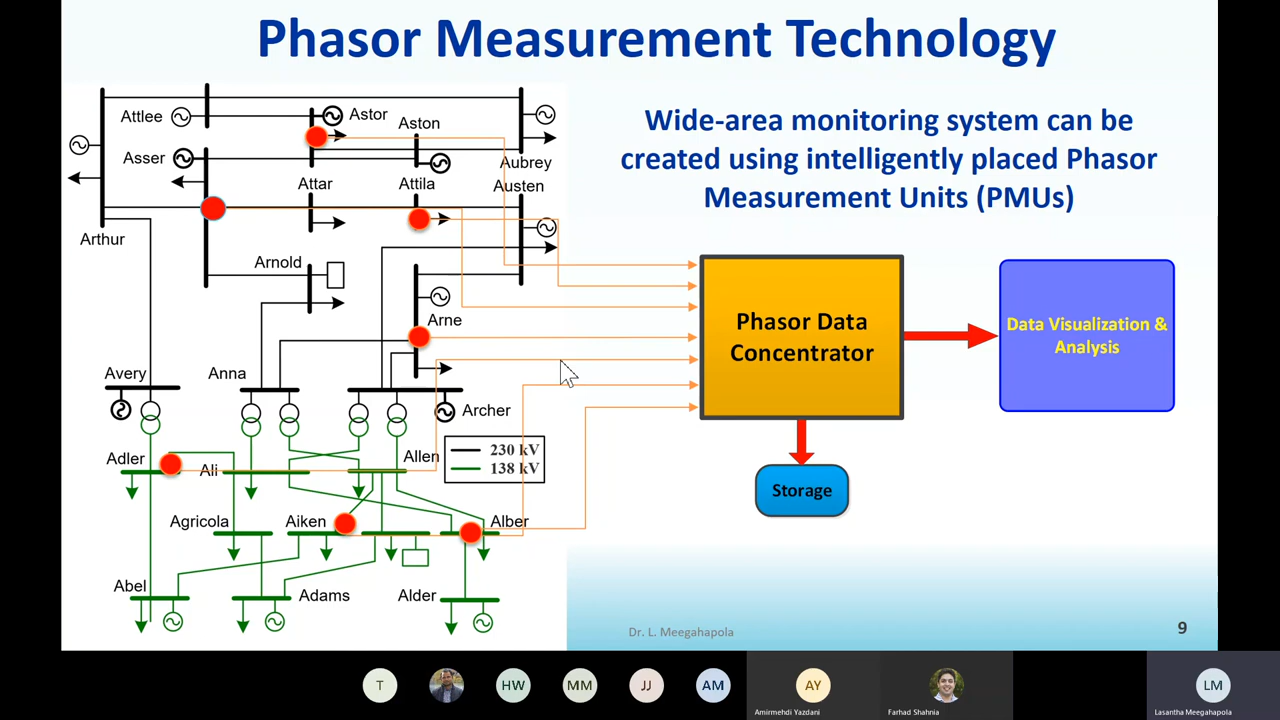 Phasor Measurement Technology
Wide-area monitoring system can be
created using intelligently placed Phasor
Measurement Units (PMUs)
Attlee
Astor
Aston
Asser
Aubrey
Attar
Attila
Austen
Arthur
Arnold
Arne
Avery
Anna
Archer
Adler
Ali
Allen
230 kV
138 kV
Agricola
Aiken
Alber
Abel
Adams
Alder
Phasor Data
Concentrator
Data Visualization &
Analysis
Storage
Dr. L. Meegahapola
9
T
HW
MM
JJ
AM
AY
LM
Amirmehdi Yazdani
Farhad Shahnia
Lasantha Meegahapola